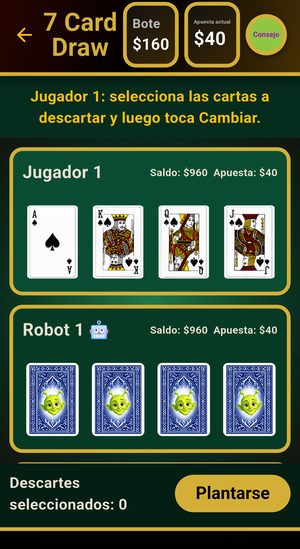 7 Card
Draw
Bote
$160
Apuesta actual
$40
Consejo
Jugador 1: selecciona las cartas a
descartar y luego toca Cambiar.
Jugador 1
Saldo: $960 Apuesta: $40
A
K
Q
J
A
K
Q
J
Robot 1
Saldo: $960 Apuesta: $40
Descartes
seleccionados: 0
Plantarse